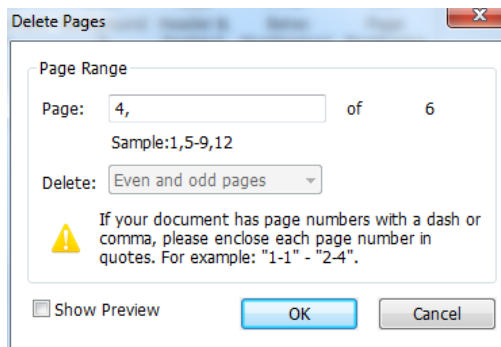 Delete Pages
Page Range
Page: 4, of 6
Sample:1,5-9,12
Delete: Even and odd pages
If your document has page numbers with a dash or
comma, please enclose each page number in
quotes. For example: "1-1" - "2-4".
Show Preview OK Cancel